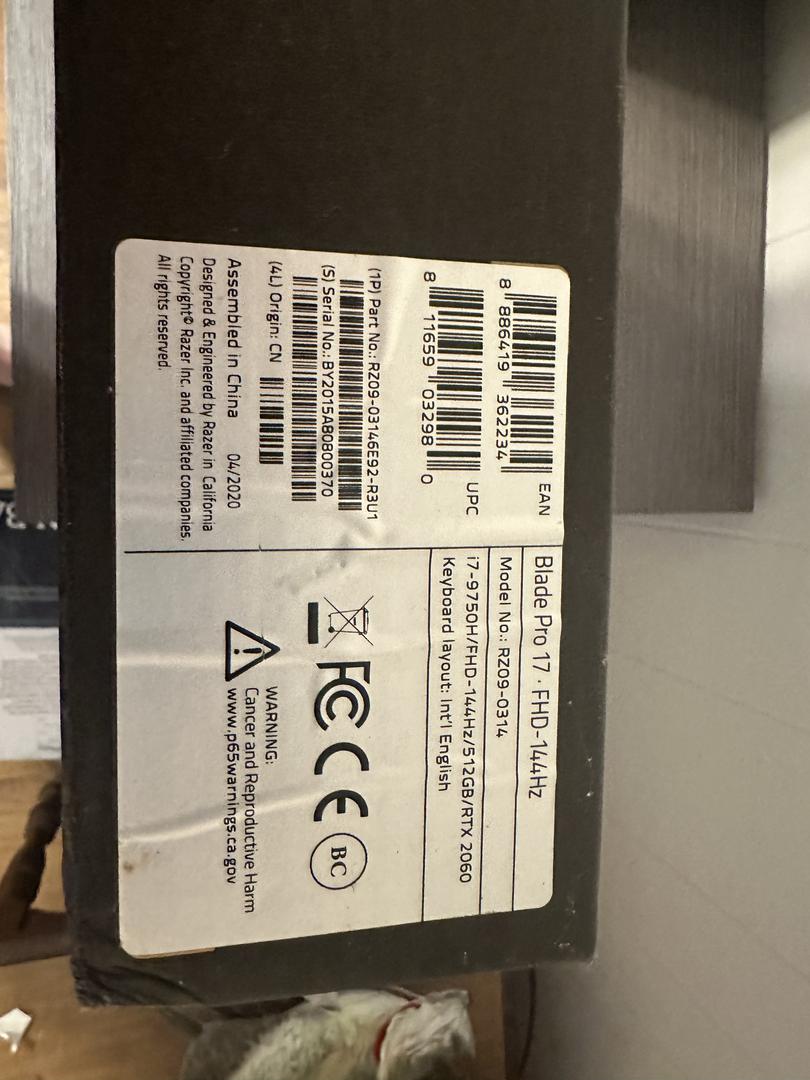 8 886419 362234
EAN
8 11659 03298 0
UPC
(1P) Part No.: RZ09-03146E92-R3U1
(S) Serial No.: BY2015A80800370
(4L) Origin: CN
Assembled in China 04/2020
Designed & Engineered by Razer in California
Copyright© Razer Inc. and affiliated companies.
All rights reserved.
Blade Pro 17 · FHD-144Hz
Model No.: RZ09-0314
i7-9750H/FHD-144Hz/512GB/RTX 2060
Keyboard layout: Int'l English
FC CE BC
WARNING:
Cancer and Reproductive Harm
www.p65warnings.ca.gov